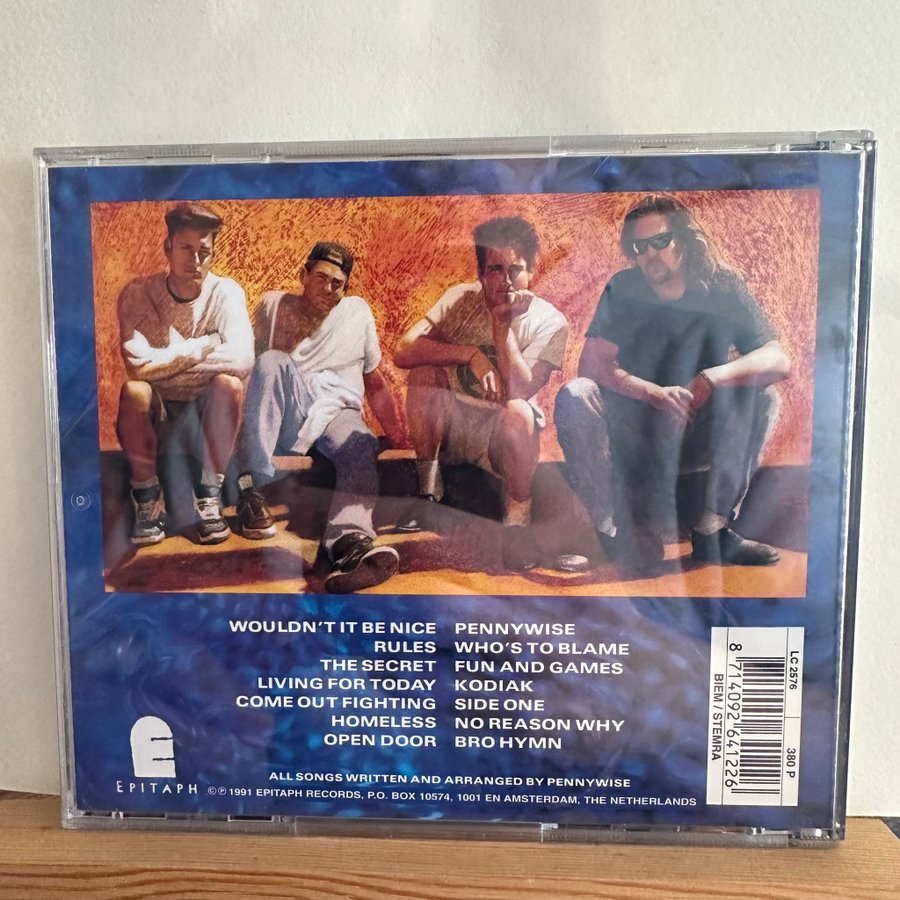 WOULDN'T IT BE NICE PENNYWISE
RULES WHO'S TO BLAME
THE SECRET FUN AND GAMES
LIVING FOR TODAY KODIAK
COME OUT FIGHTING SIDE ONE
HOMELESS NO REASON WHY
OPEN DOOR BRO HYMN
ALL SONGS WRITTEN AND ARRANGED BY PENNYWISE
E
EPITAPH ©℗ 1991 EPITAPH RECORDS, P.O. BOX 10574, 1001 EN AMSTERDAM, THE NETHERLANDS
LC 2576
380 P
8 714092 641226
BIEM / STEMRA